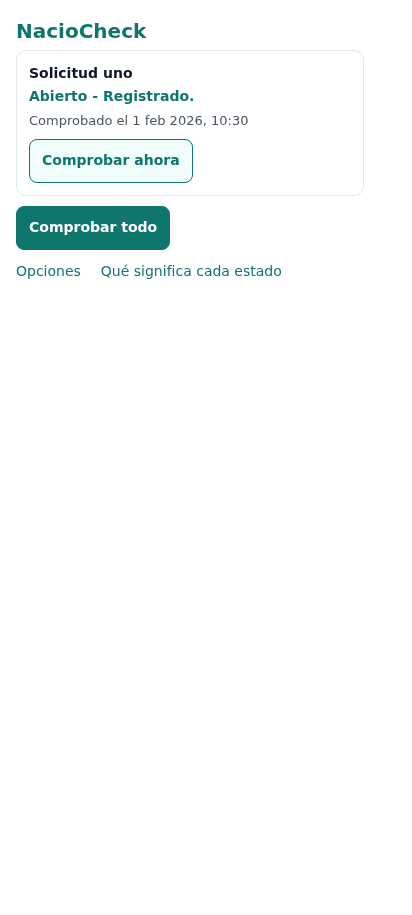 NacioCheck
Solicitud uno
Abierto - Registrado.
Comprobado el 1 feb 2026, 10:30
Comprobar ahora
Comprobar todo
Opciones Qué significa cada estado